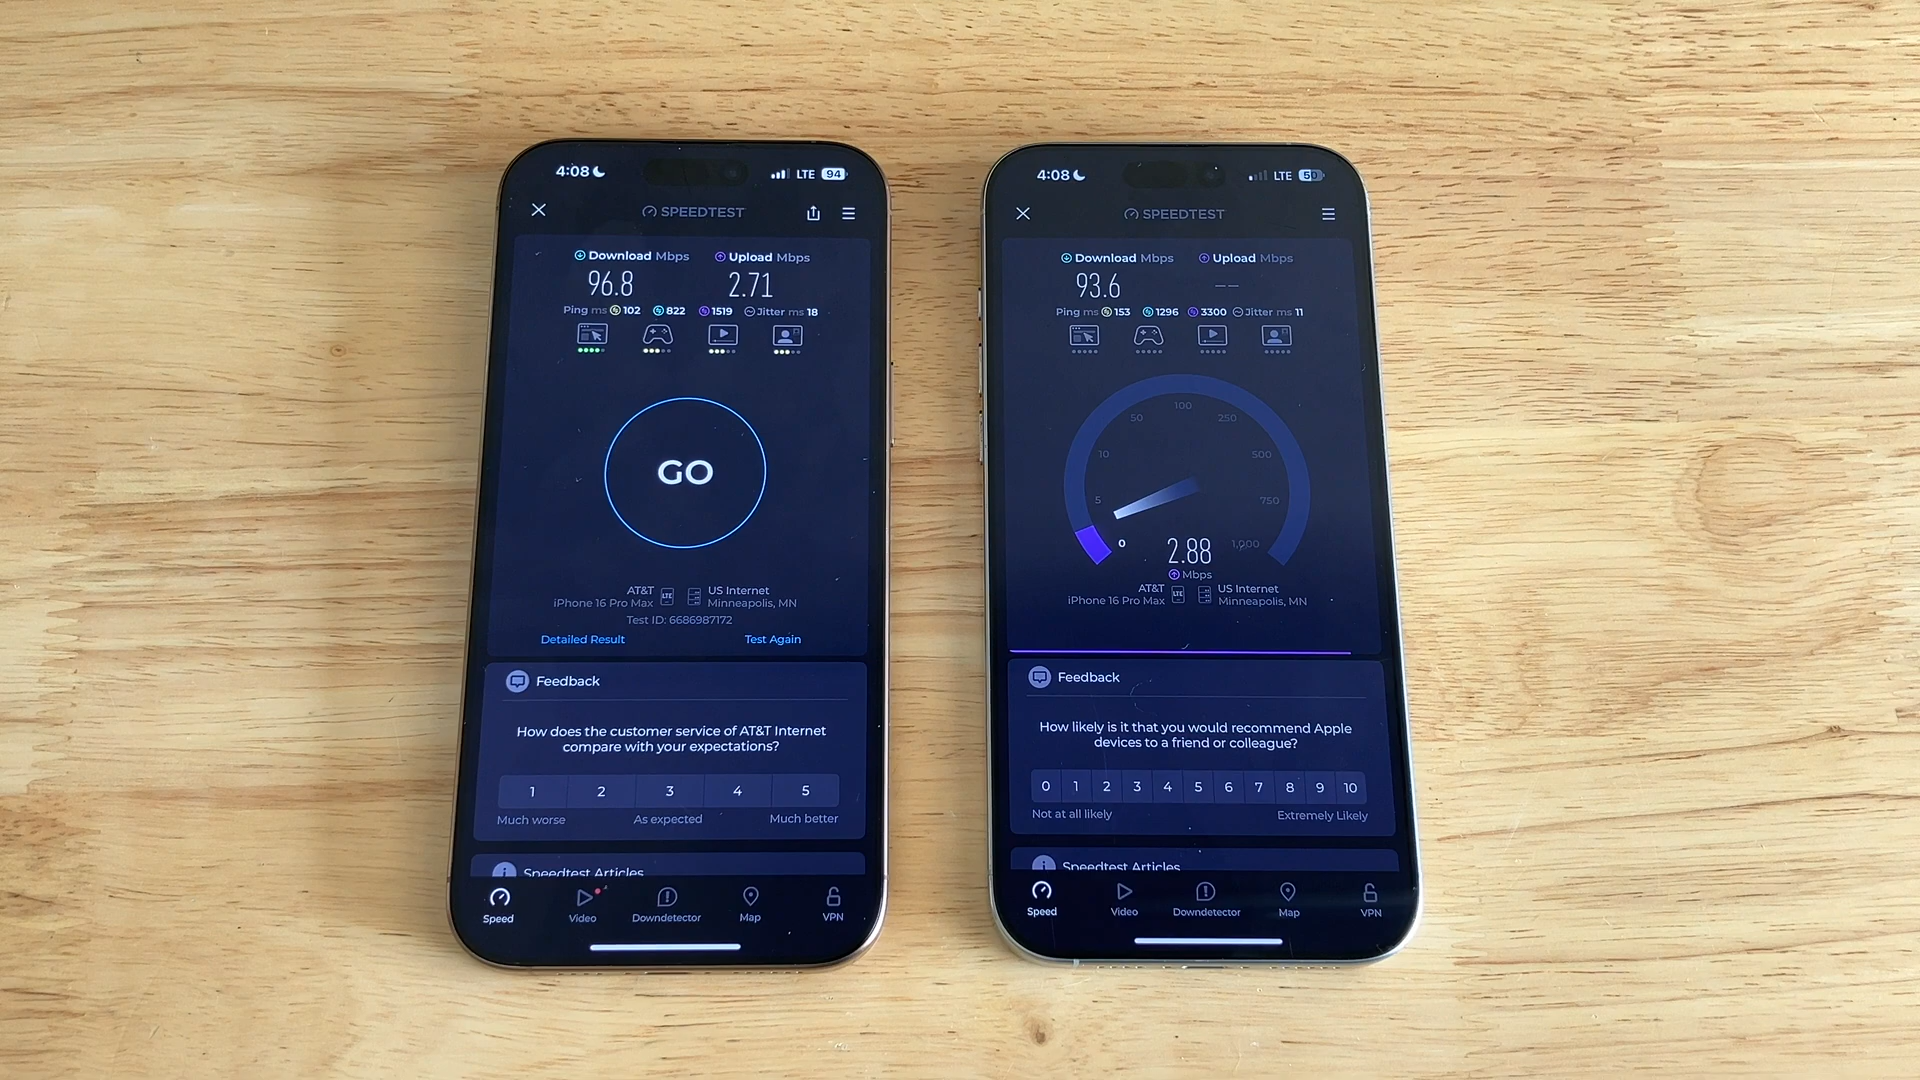 4:08 LTE 94
SPEEDTEST
Download Mbps Upload Mbps
96.8 2.71
Ping ms 102 822 1519 Jitter ms 18
GO
AT&T LTE US Internet
iPhone 16 Pro Max Minneapolis, MN
Test ID: 6686987172
Detailed Result Test Again
Feedback
How does the customer service of AT&T Internet
compare with your expectations?
1 2 3 4 5
Much worse As expected Much better
Speedtest Articles
Speed Video Downdetector Map VPN
4:08 LTE 50
SPEEDTEST
Download Mbps Upload Mbps
93.6 --
Ping ms 153 1296 3300 Jitter ms 11
0 5 10 50 100 250 500 750 1,000
2.88
Mbps
AT&T LTE US Internet
iPhone 16 Pro Max Minneapolis, MN
Feedback
How likely is it that you would recommend Apple
devices to a friend or colleague?
0 1 2 3 4 5 6 7 8 9 10
Not at all likely Extremely Likely
Speedtest Articles
Speed Video Downdetector Map VPN